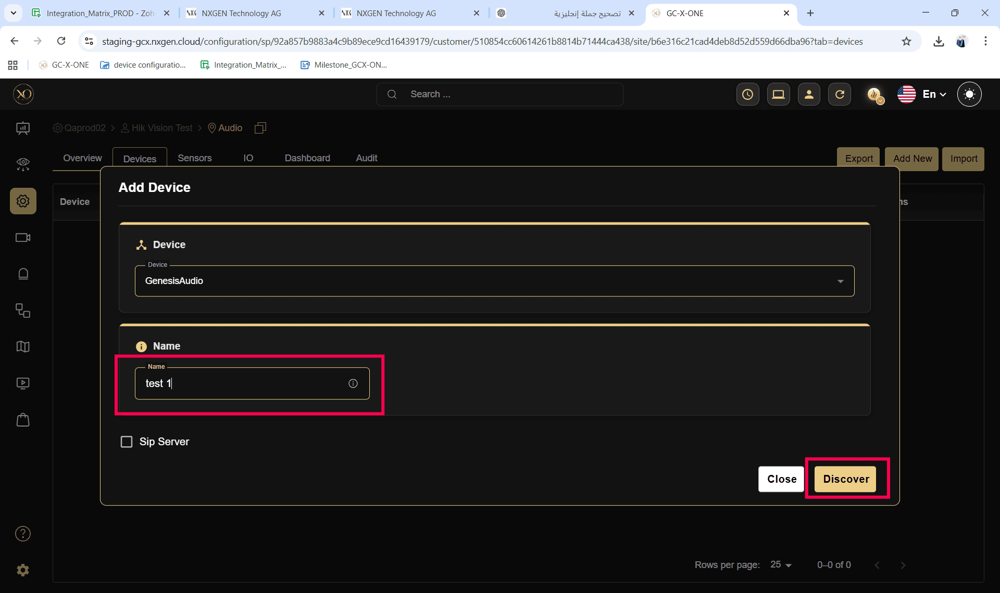 Integration_Matrix_PROD - Zoh
NXGEN Technology AG
NXGEN Technology AG
تصحيح جملة إنجليزية
GC-X-ONE
staging-gcx.nxgen.cloud/configuration/sp/92a857b9883a4c9b89ece9cd16439179/customer/510854cc60614261b8814b71444ca438/site/b6e316c21cad4deb8d52d559d66dba96?tab=devices
GC-X-ONE
device configuratio...
Integration_Matrix_...
Milestone_GCX-ON...
XO
Search ...
En
Qaprod02 > Hik Vision Test > Audio
Overview
Devices
Sensors
IO
Dashboard
Audit
Export
Add New
Import
Device
ns
Add Device
Device
Device
GenesisAudio
Name
Name
test 1
Sip Server
Close
Discover
Rows per page: 25
0–0 of 0